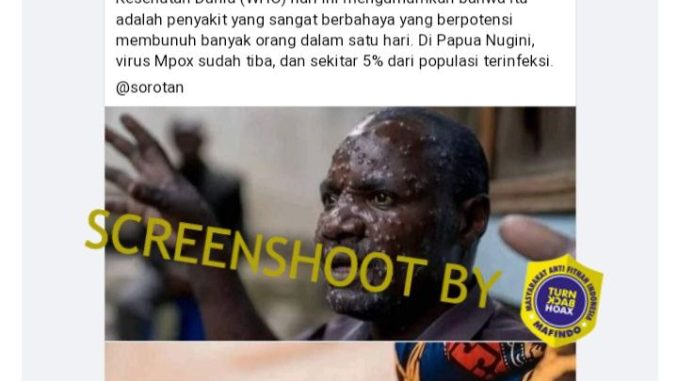 Kesehatan Dunia (WHO) hari ini mengumumkan bahwa itu
adalah penyakit yang sangat berbahaya yang berpotensi
membunuh banyak orang dalam satu hari. Di Papua Nugini,
virus Mpox sudah tiba, dan sekitar 5% dari populasi terinfeksi.
@sorotan
SCREENSHOOT BY
MASYARAKAT ANTI FITNAH INDONESIA
TURN
BACK
HOAX
MAFINDO